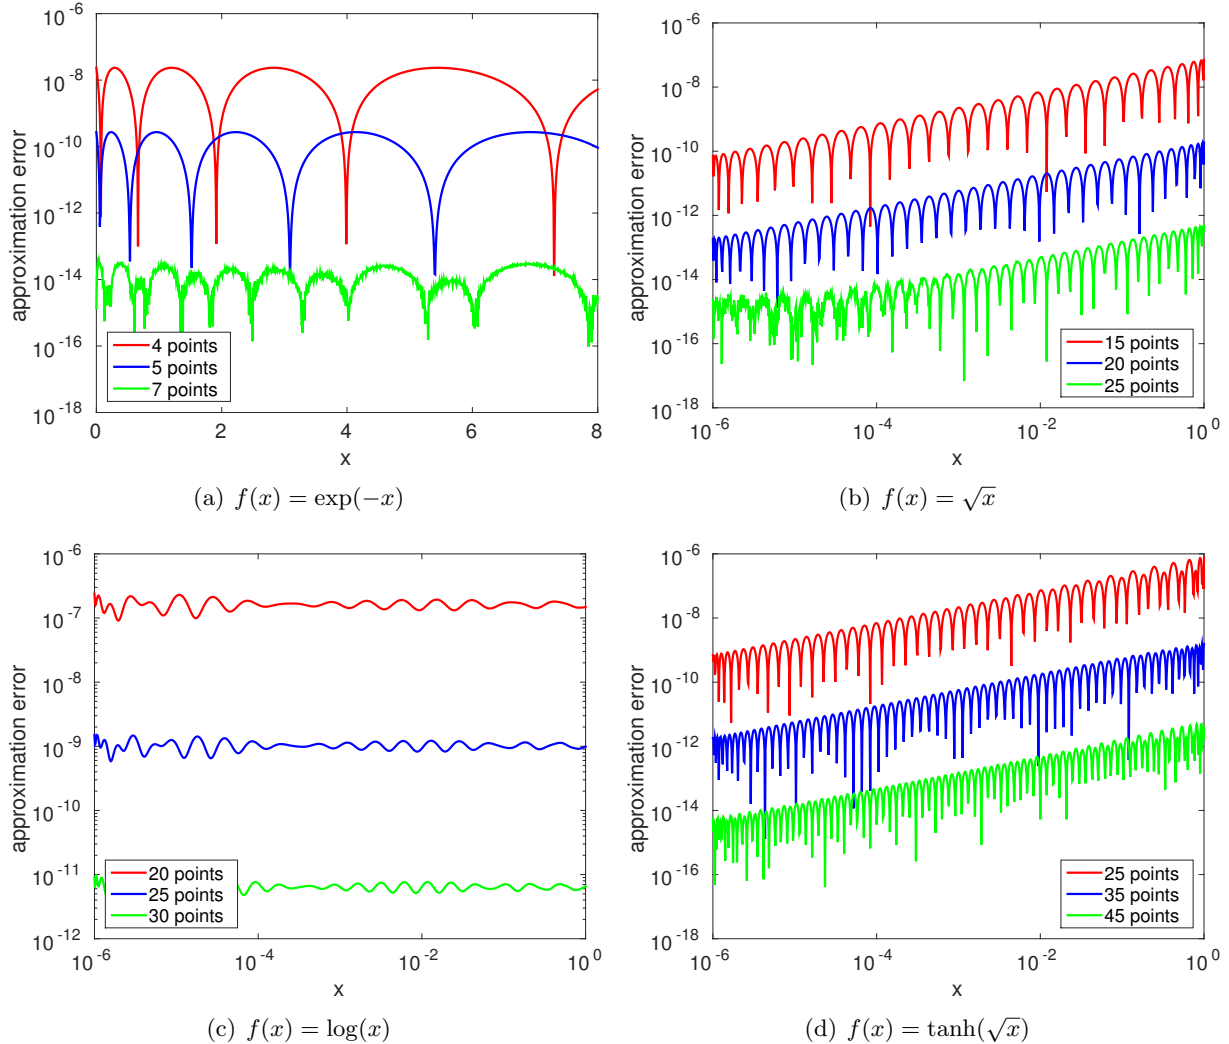 10^-6
10^-8
10^-10
10^-12
10^-14
10^-16
10^-18
approximation error
0 2 4 6 8
x
4 points
5 points
7 points
(a) f(x) = exp(−x)
10^-6
10^-8
10^-10
10^-12
10^-14
10^-16
10^-18
approximation error
10^-6 10^-4 10^-2 10^0
x
15 points
20 points
25 points
(b) f(x) = √x
10^-6
10^-7
10^-8
10^-9
10^-10
10^-11
10^-12
approximation error
10^-6 10^-4 10^-2 10^0
x
20 points
25 points
30 points
(c) f(x) = log(x)
10^-6
10^-8
10^-10
10^-12
10^-14
10^-16
10^-18
approximation error
10^-6 10^-4 10^-2 10^0
x
25 points
35 points
45 points
(d) f(x) = tanh(√x)